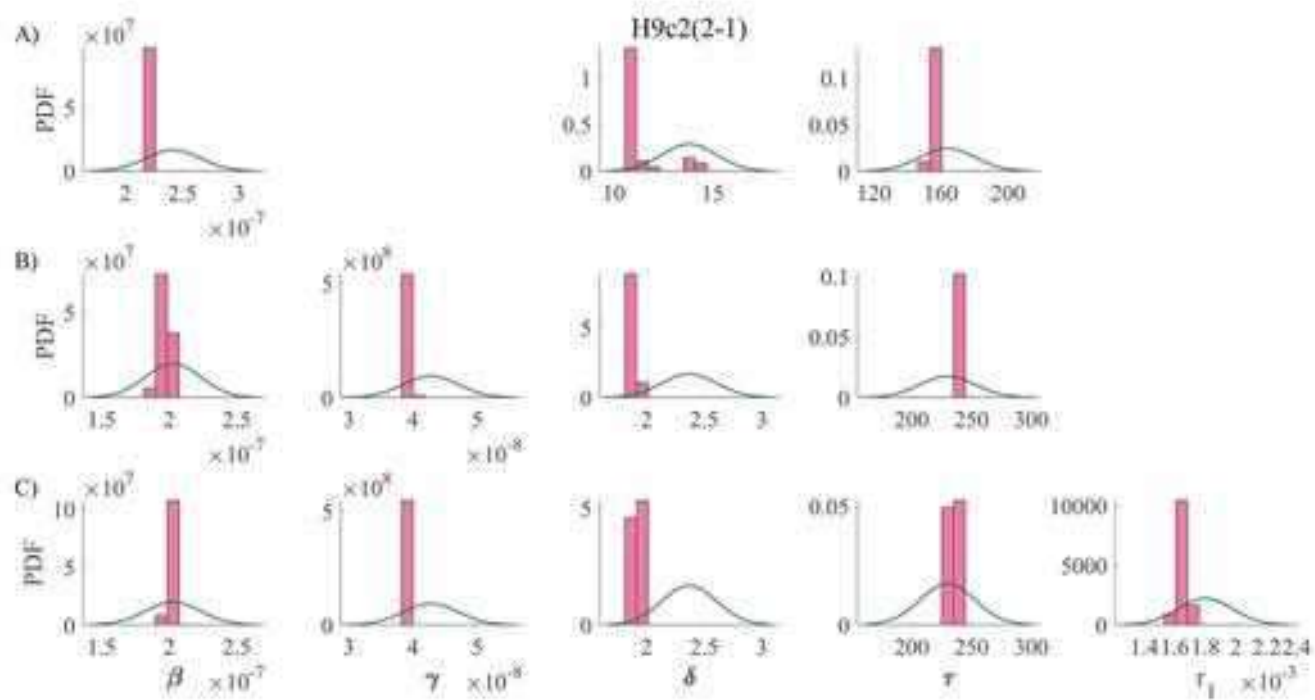 H9c2(2-1)
A)
×10⁷
PDF
5
0
2 2.5 3
×10⁻⁷
1
0.5
0
10 15
0.1
0.05
0
120 160 200
B)
×10⁷
PDF
5
0
1.5 2 2.5
×10⁻⁷
×10⁸
5
0
3 4 5
×10⁻⁸
5
0
2 2.5 3
0.1
0.05
0
200 250 300
C)
×10⁷
PDF
10
5
0
1.5 2 2.5
β ×10⁻⁷
×10⁸
5
0
3 4 5
γ ×10⁻⁸
5
0
2 2.5 3
δ
0.05
0
200 250 300
τ
10000
5000
0
1.4 1.6 1.8 2 2.2 2.4
τ₁ ×10⁻³